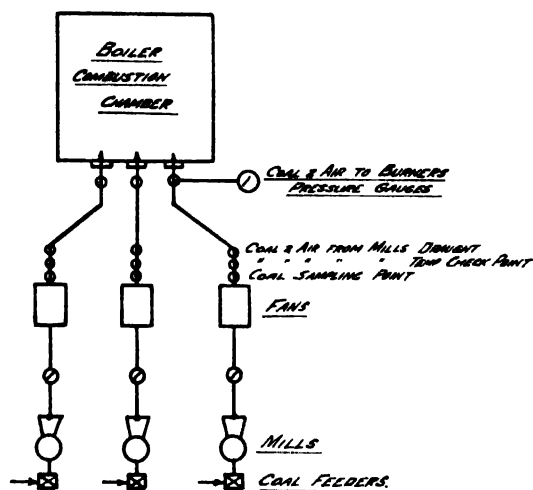 BOILER
COMBUSTION
CHAMBER
COAL & AIR TO BURNERS
PRESSURE GAUGES
COAL & AIR FROM MILLS DRAUGHT
" " " " " TEMP CHECK POINT
COAL SAMPLING POINT
FANS
MILLS
COAL FEEDERS.